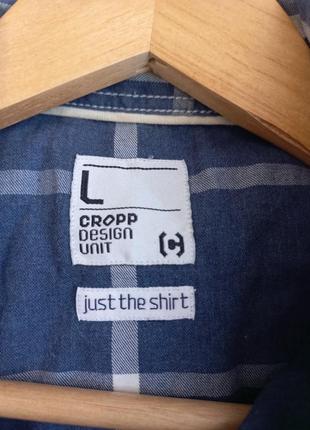 L
CROPP
DESIGN
UNIT
{C}
just the shirt